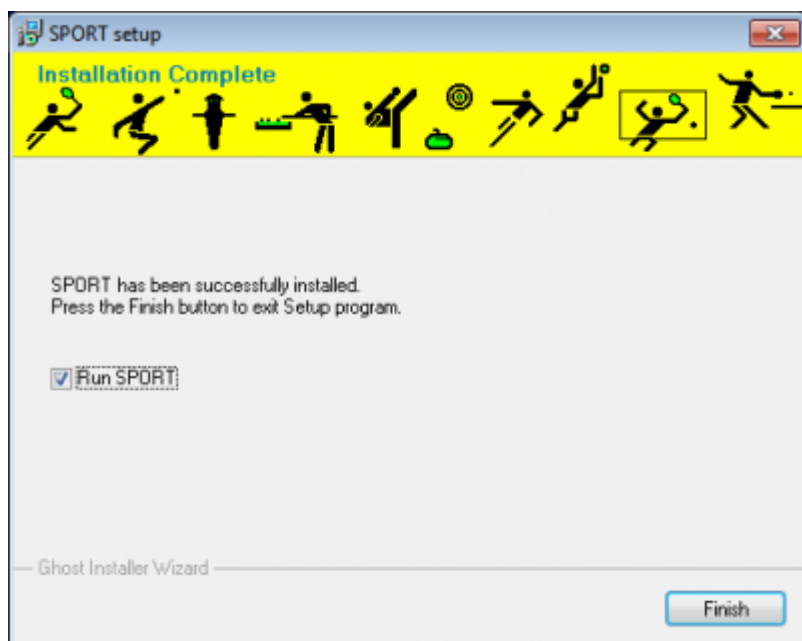 SPORT setup
Installation Complete
SPORT has been successfully installed.
Press the Finish button to exit Setup program.
Run SPORT
Ghost Installer Wizard
Finish